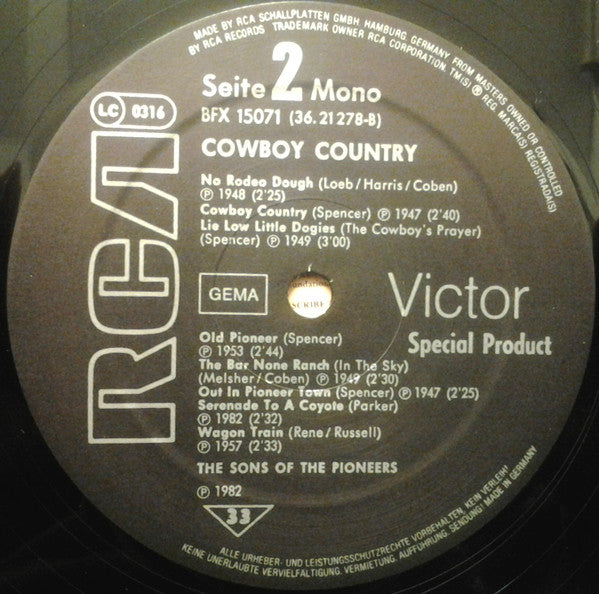 MADE BY RCA SCHALLPLATTEN GMBH. HAMBURG. GERMANY FROM MASTERS OWNED OR CONTROLLED
BY RCA RECORDS TRADEMARK OWNER RCA CORPORATION. TM(S) ® REG. MARCA(S) REGISTRADA(S)
Seite 2 Mono
LC 0316
BFX 15071 (36.21 278-B)
COWBOY COUNTRY
No Rodeo Dough (Loeb/Harris/Coben)
℗ 1948 (2'25)
Cowboy Country (Spencer) ℗ 1947 (2'40)
Lie Low Little Dogies (The Cowboy's Prayer)
(Spencer) ℗ 1949 (3'00)
RCA
GEMA
SCRIBE
Victor
Special Product
Old Pioneer (Spencer)
℗ 1953 (2'44)
The Bar None Ranch (In The Sky)
(Melsher/Coben) ℗ 1949 (2'30)
Out In Pioneer Town (Spencer) ℗ 1947 (2'25)
Serenade To A Coyote (Parker)
℗ 1982 (2'32)
Wagon Train (Rene/Russell)
℗ 1957 (2'33)
THE SONS OF THE PIONEERS
℗ 1982
33
ALLE URHEBER- UND LEISTUNGSSCHUTZRECHTE VORBEHALTEN. KEIN VERLEIH!
KEINE UNERLAUBTE VERVIELFÄLTIGUNG. VERMIETUNG. AUFFÜHRUNG. SENDUNG! MADE IN GERMANY